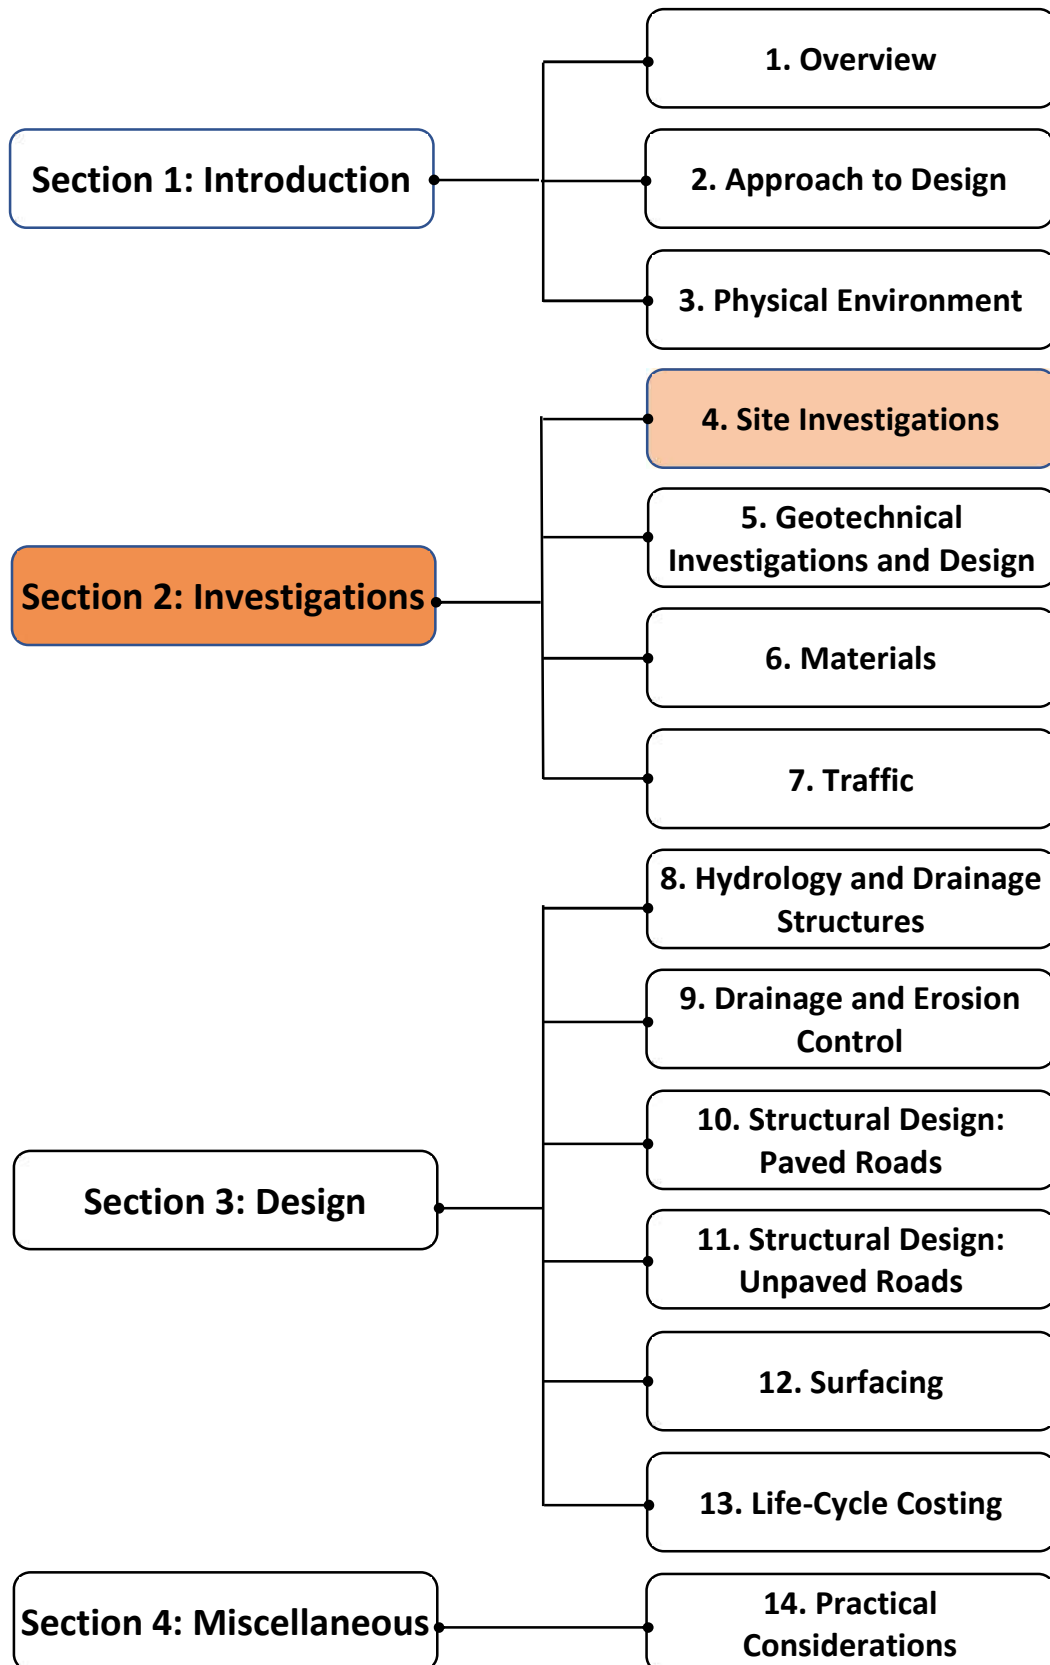 Section 1: Introduction
1. Overview
2. Approach to Design
3. Physical Environment
Section 2: Investigations
4. Site Investigations
5. Geotechnical
Investigations and Design
6. Materials
7. Traffic
Section 3: Design
8. Hydrology and Drainage
Structures
9. Drainage and Erosion
Control
10. Structural Design:
Paved Roads
11. Structural Design:
Unpaved Roads
12. Surfacing
13. Life-Cycle Costing
Section 4: Miscellaneous
14. Practical
Considerations